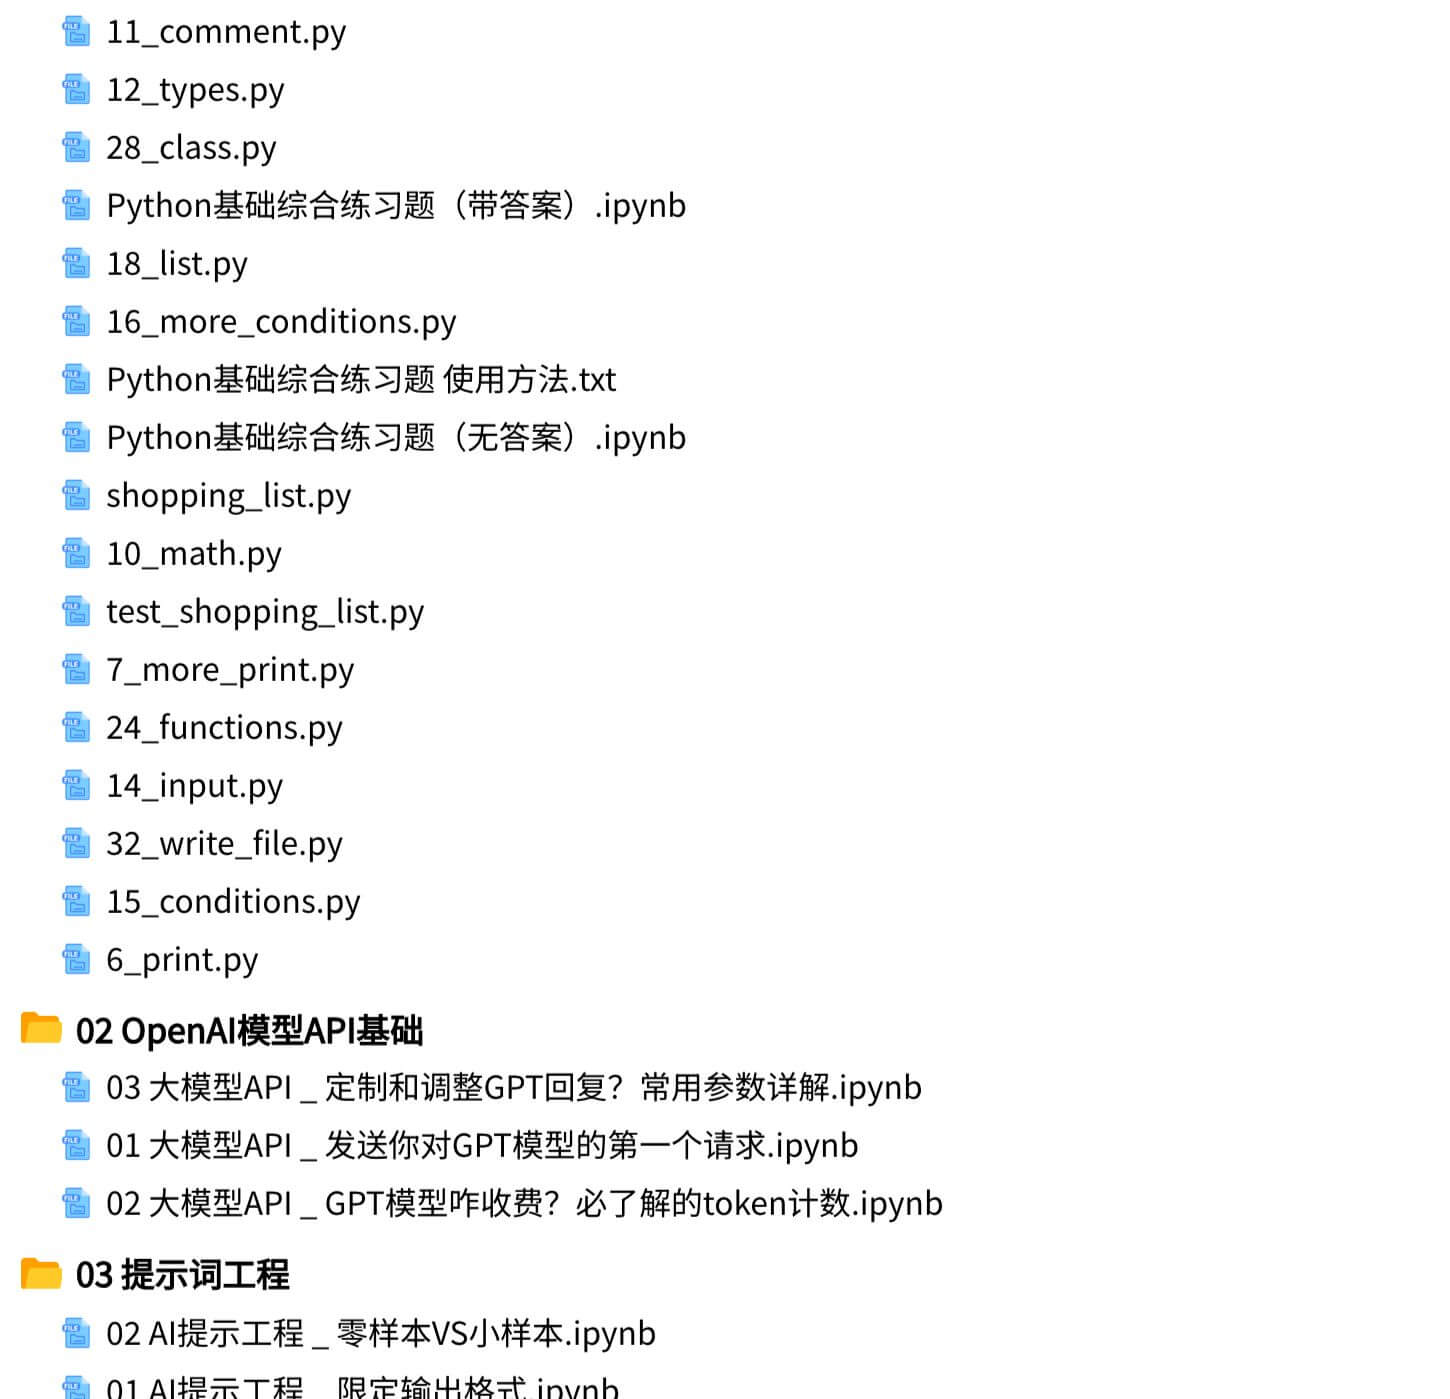 11_comment.py
12_types.py
28_class.py
Python基础综合练习题（带答案）.ipynb
18_list.py
16_more_conditions.py
Python基础综合练习题 使用方法.txt
Python基础综合练习题（无答案）.ipynb
shopping_list.py
10_math.py
test_shopping_list.py
7_more_print.py
24_functions.py
14_input.py
32_write_file.py
15_conditions.py
6_print.py
02 OpenAI模型API基础
03 大模型API _ 定制和调整GPT回复？常用参数详解.ipynb
01 大模型API _ 发送你对GPT模型的第一个请求.ipynb
02 大模型API _ GPT模型咋收费？必了解的token计数.ipynb
03 提示词工程
02 AI提示工程 _ 零样本VS小样本.ipynb
01 AI提示工程 _ 限定输出格式.ipynb